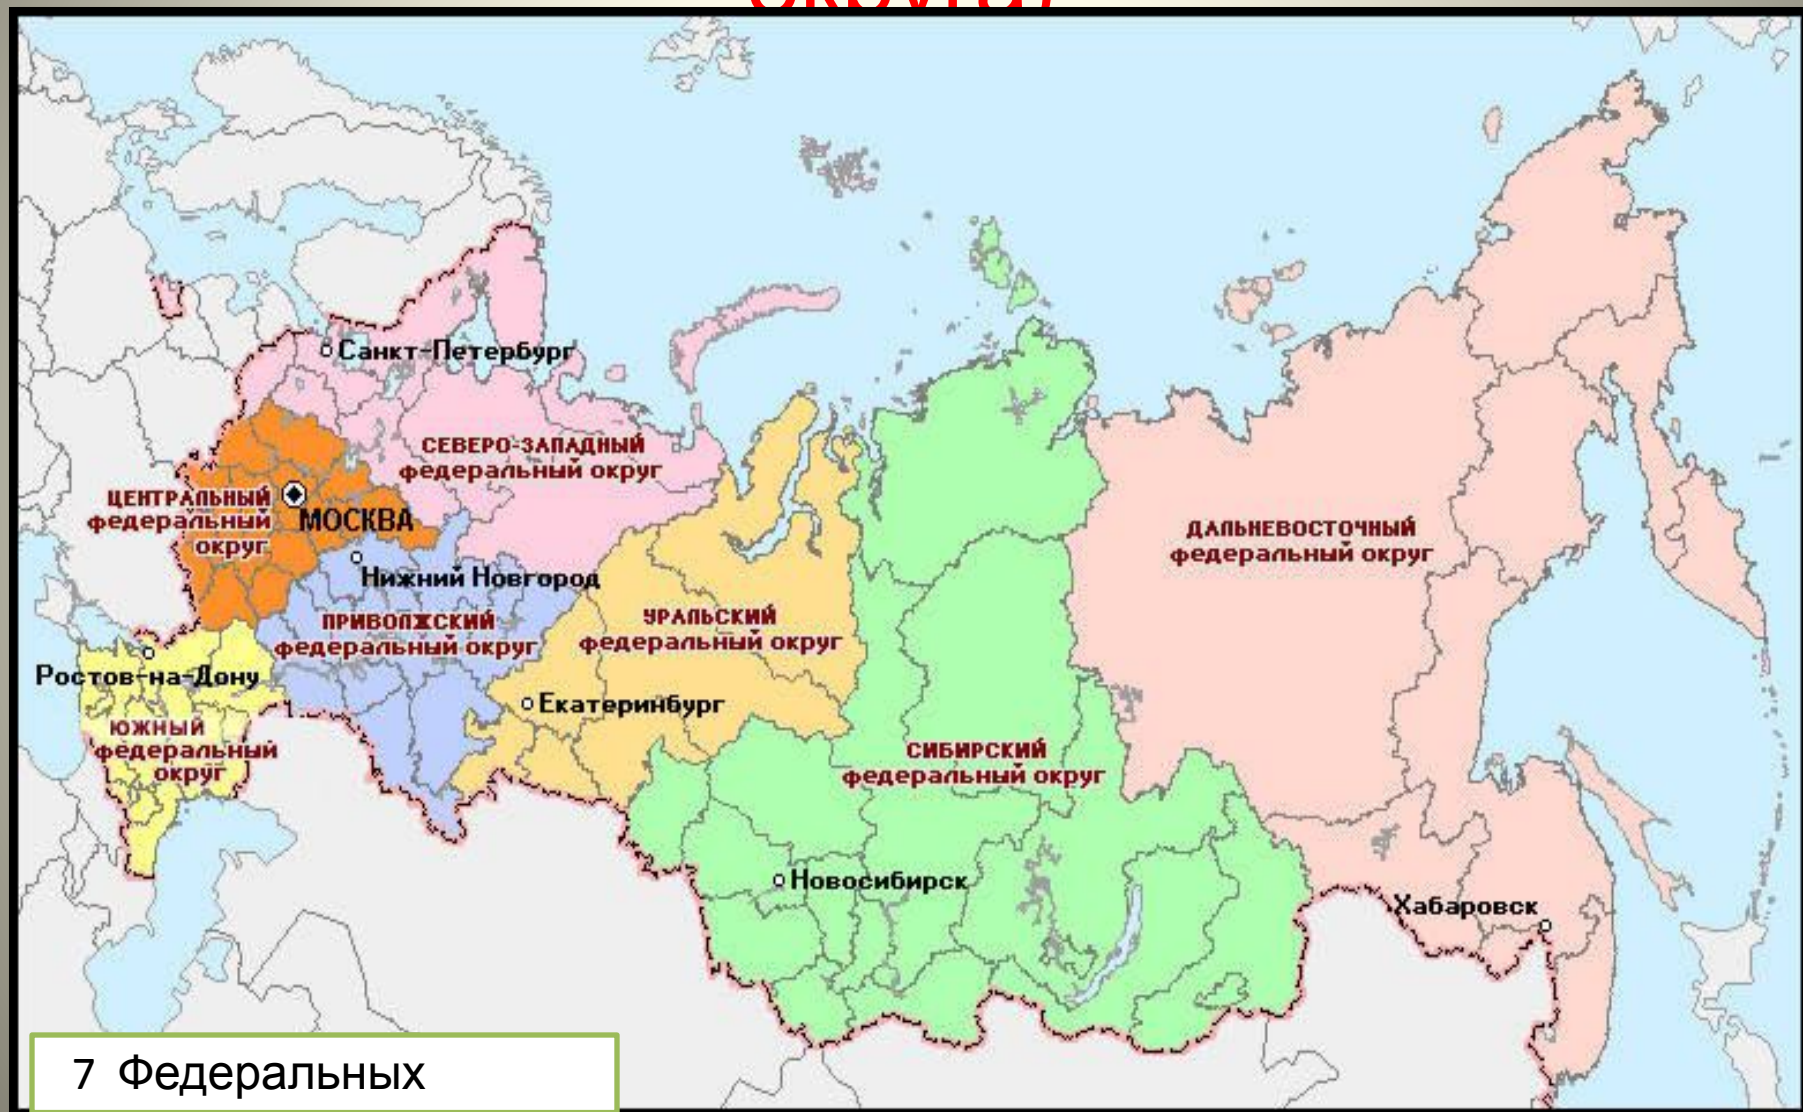 Санкт-Петербург
СЕВЕРО-ЗАПАДНЫЙ
федеральный округ
ЦЕНТРАЛЬНЫЙ
федеральный
округ
МОСКВА
ДАЛЬНЕВОСТОЧНЫЙ
федеральный округ
Нижний Новгород
ПРИВОЛЖСКИЙ
федеральный округ
УРАЛЬСКИЙ
федеральный округ
Ростов-на-Дону
Екатеринбург
ЮЖНЫЙ
федеральный
округ
СИБИРСКИЙ
федеральный округ
Новосибирск
Хабаровск
7 Федеральных